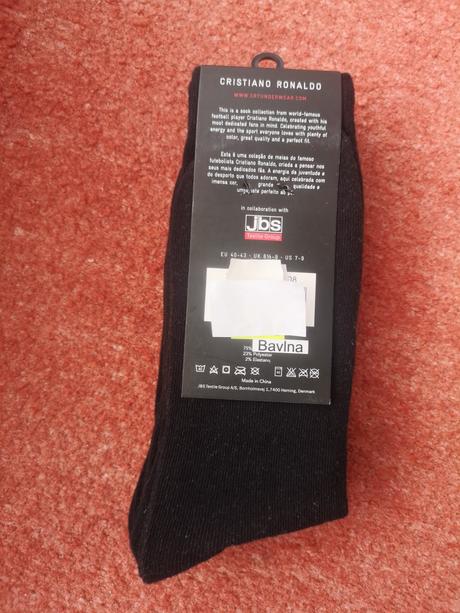 CRISTIANO RONALDO
WWW.CR7UNDERWEAR.COM
This is a sock collection from world-famous
football player Cristiano Ronaldo, created with his
most dedicated fans in mind. Celebrating youthful
energy and the sport everyone loves with plenty of
color, great quality and a perfect fit.
Esta é uma coleção de meias do famoso
futebolista Cristiano Ronaldo, criada a pensar nos
seus mais dedicados fãs. A energia da juventude e
do desporto que todos adoram, aqui celebrada com
imensa cor, grande qualidade e
perfeito
in collaboration with
jbs
Textile Group
EU 40-43 - UK 6½-9 - US 7-9
Bavlna
75%
23% Polyester
2% Elastane
Made in China
JBS Textile Group A/S, Bornholmsvej 1, 7400 Herning, Denmark